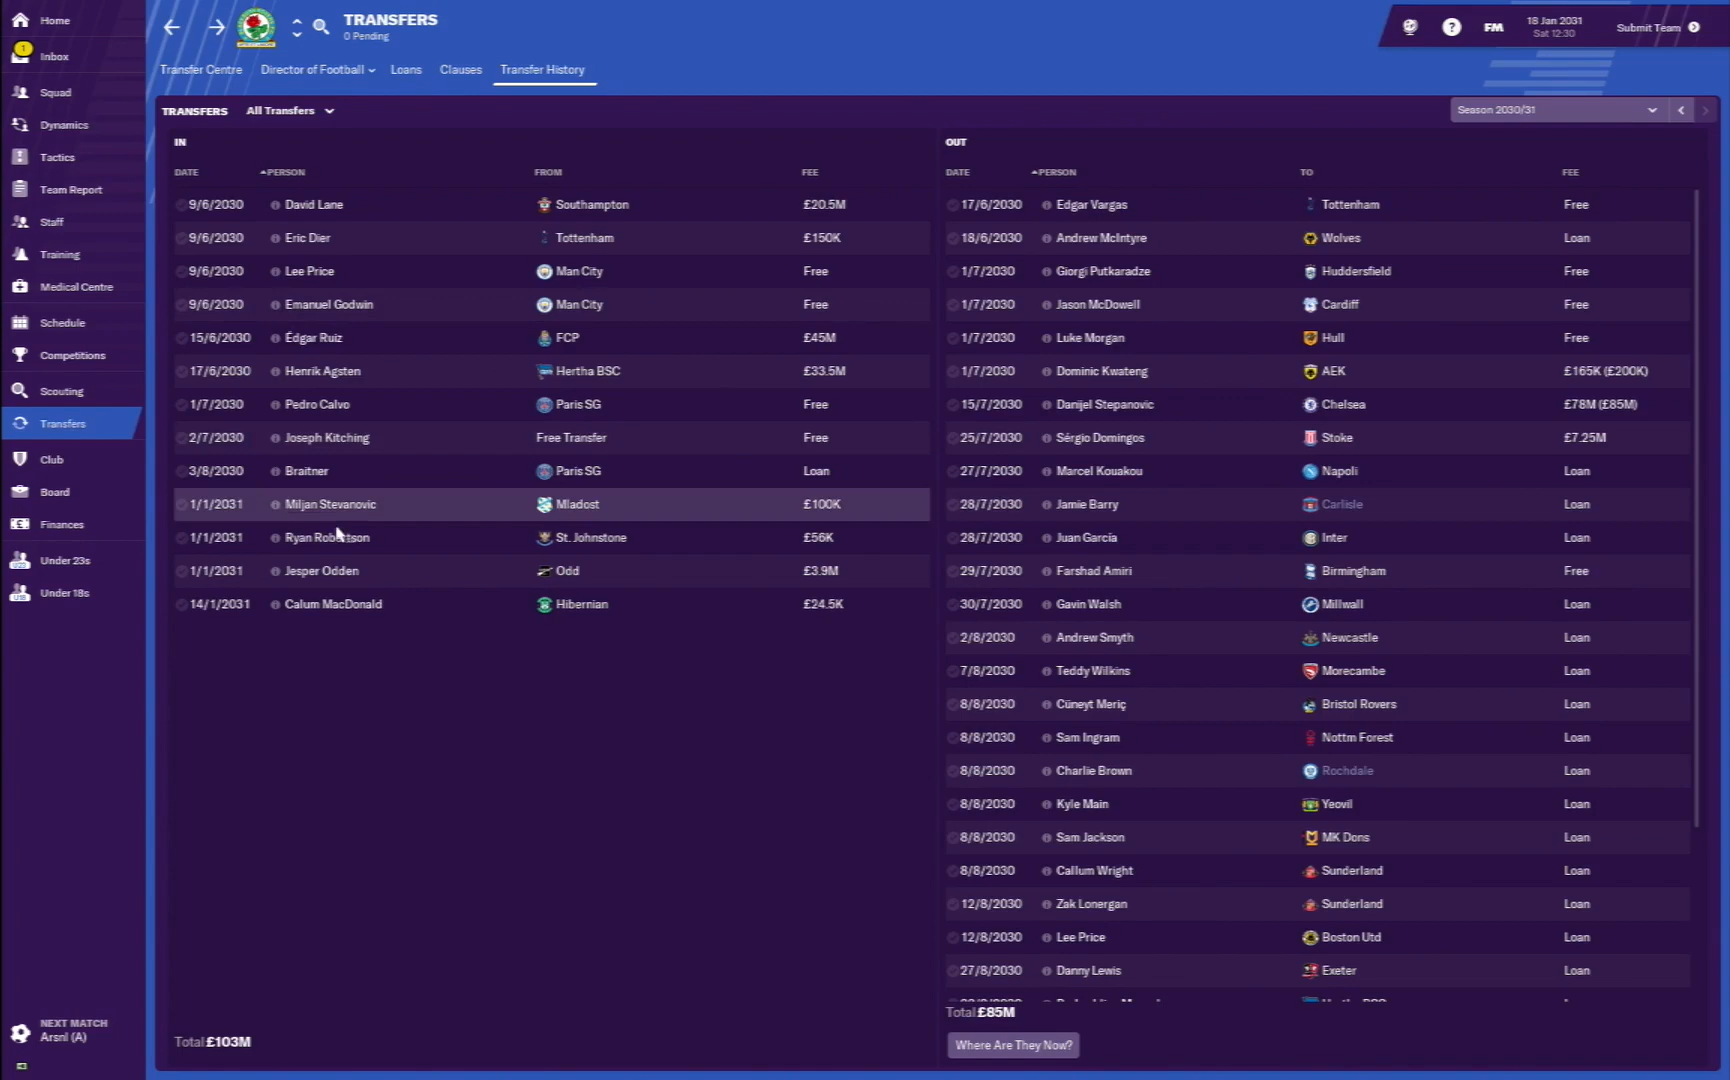 Home
1
Inbox
Squad
Dynamics
Tactics
Team Report
Staff
Training
Medical Centre
Schedule
Competitions
Scouting
Transfers
Club
Board
Finances
Under 23s
Under 18s
NEXT MATCH
Arsnl (A)
TRANSFERS
0 Pending
FM
18 Jan 2031
Sat 12:30
Submit Team
Transfer Centre Director of Football Loans Clauses Transfer History
TRANSFERS All Transfers
Season 2030/31
IN
DATE PERSON FROM FEE
9/6/2030 David Lane Southampton £20.5M
9/6/2030 Eric Dier Tottenham £150K
9/6/2030 Lee Price Man City Free
9/6/2030 Emanuel Godwin Man City Free
15/6/2030 Édgar Ruiz FCP £45M
17/6/2030 Henrik Agsten Hertha BSC £33.5M
1/7/2030 Pedro Calvo Paris SG Free
2/7/2030 Joseph Kitching Free Transfer Free
3/8/2030 Braitner Paris SG Loan
1/1/2031 Miljan Stevanovic Mladost £100K
1/1/2031 Ryan Robertson St. Johnstone £56K
1/1/2031 Jesper Odden Odd £3.9M
14/1/2031 Calum MacDonald Hibernian £24.5K
Total £103M
OUT
DATE PERSON TO FEE
17/6/2030 Edgar Vargas Tottenham Free
18/6/2030 Andrew McIntyre Wolves Loan
1/7/2030 Giorgi Putkaradze Huddersfield Free
1/7/2030 Jason McDowell Cardiff Free
1/7/2030 Luke Morgan Hull Free
1/7/2030 Dominic Kwateng AEK £165K (£200K)
15/7/2030 Danijel Stepanovic Chelsea £78M (£85M)
25/7/2030 Sérgio Domingos Stoke £7.25M
27/7/2030 Marcel Kouakou Napoli Loan
28/7/2030 Jamie Barry Carlisle Loan
28/7/2030 Juan García Inter Loan
29/7/2030 Farshad Amiri Birmingham Free
30/7/2030 Gavin Walsh Millwall Loan
2/8/2030 Andrew Smyth Newcastle Loan
7/8/2030 Teddy Wilkins Morecambe Loan
8/8/2030 Cüneyt Meriç Bristol Rovers Loan
8/8/2030 Sam Ingram Nottm Forest Loan
8/8/2030 Charlie Brown Rochdale Loan
8/8/2030 Kyle Main Yeovil Loan
8/8/2030 Sam Jackson MK Dons Loan
8/8/2030 Callum Wright Sunderland Loan
12/8/2030 Zak Lonergan Sunderland Loan
12/8/2030 Lee Price Boston Utd Loan
27/8/2030 Danny Lewis Exeter Loan
Total £85M
Where Are They Now?